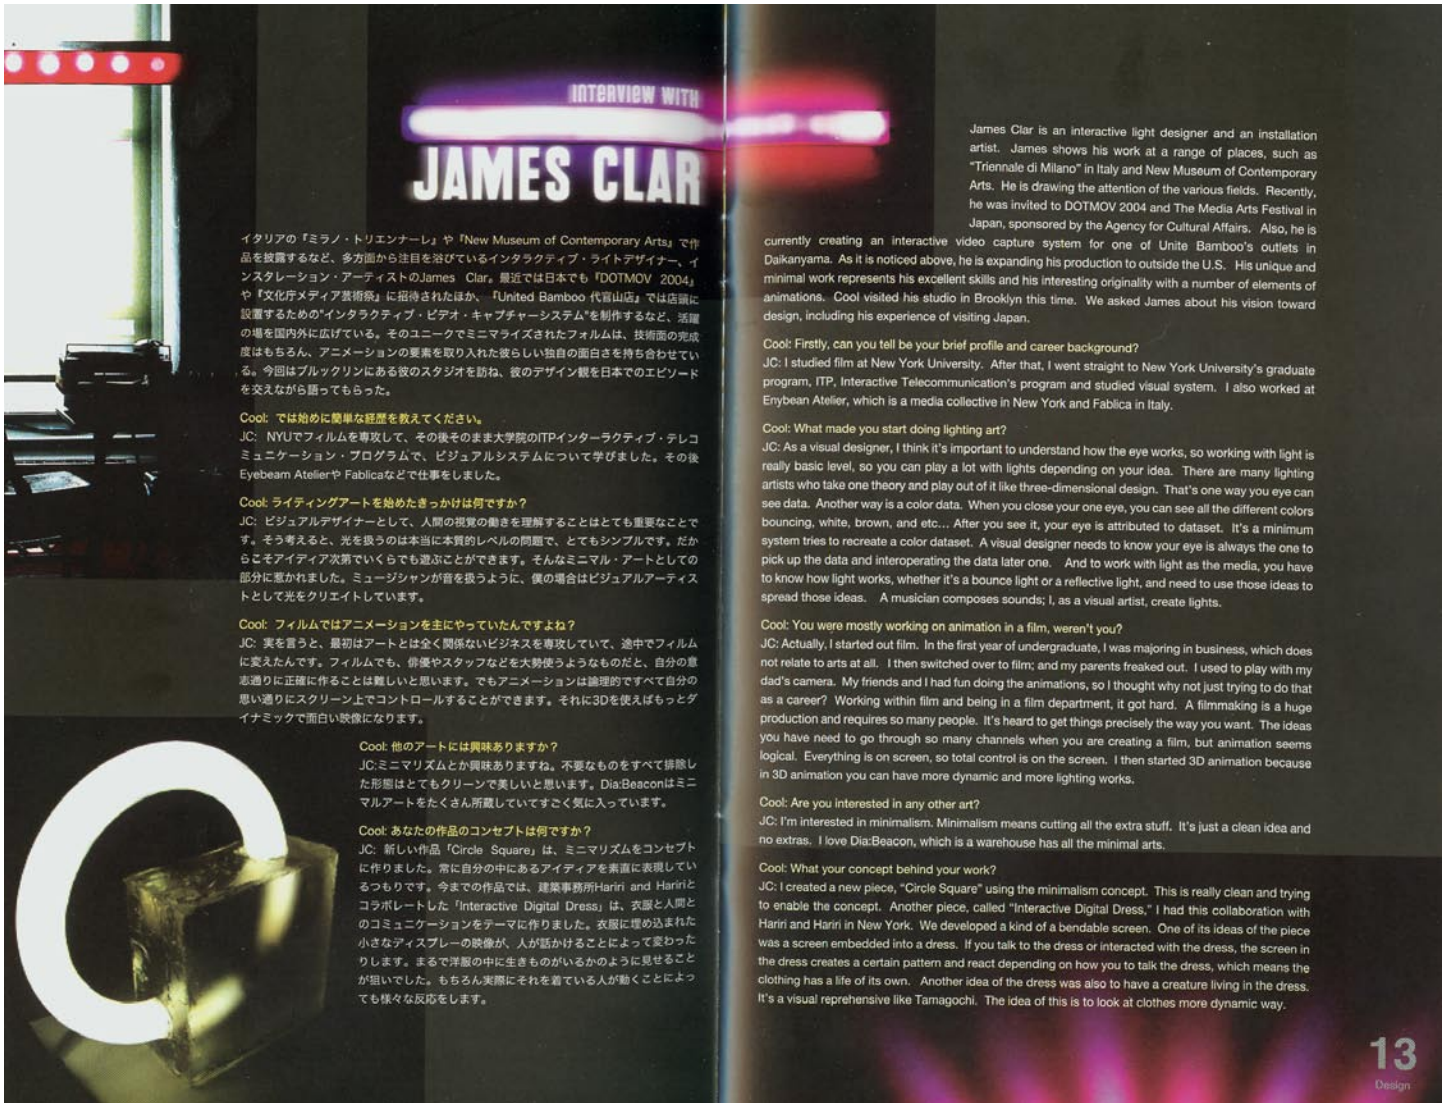 INTERVIEW WITH
JAMES CLAR
イタリアの『ミラノ・トリエンナーレ』や『New Museum of Contemporary Arts』で作
品を披露するなど、多方面から注目を浴びているインタラクティブ・ライトデザイナー、イ
ンスタレーション・アーティストのJames Clar。最近では日本でも『DOTMOV 2004』
や『文化庁メディア芸術祭』に招待されたほか、『United Bamboo 代官山店』では店頭に
設置するための"インタラクティブ・ビデオ・キャプチャーシステム"を制作するなど、活躍
の場を国内外に広げている。そのユニークでミニマライズされたフォルムは、技術面の完成
度はもちろん、アニメーションの要素を取り入れた彼らしい独自の面白さを持ち合わせてい
る。今回はブルックリンにある彼のスタジオを訪ね、彼のデザイン観を日本でのエピソード
を交えながら語ってもらった。
Cool: では始めに簡単な経歴を教えてください。
JC: NYUでフィルムを専攻して、その後そのまま大学院のITPインターラクティブ・テレコ
ミュニケーション・プログラムで、ビジュアルシステムについて学びました。その後
Eyebeam Atelierや Fablicaなどで仕事をしました。
Cool: ライティングアートを始めたきっかけは何ですか？
JC: ビジュアルデザイナーとして、人間の視覚の働きを理解することはとても重要なことで
す。そう考えると、光を扱うのは本当に本質的レベルの問題で、とてもシンプルです。だか
らこそアイディア次第でいくらでも遊ぶことができます。そんなミニマル・アートとしての
部分に惹かれました。ミュージシャンが音を扱うように、僕の場合はビジュアルアーティス
トとして光をクリエイトしています。
Cool: フィルムではアニメーションを主にやっていたんですよね？
JC: 実を言うと、最初はアートとは全く関係ないビジネスを専攻していて、途中でフィルム
に変えたんです。フィルムでも、俳優やスタッフなどを大勢使うようなものだと、自分の意
志通りに正確に作ることは難しいと思います。でもアニメーションは論理的ですべて自分の
思い通りにスクリーン上でコントロールすることができます。それに3Dを使えばもっとダ
イナミックで面白い映像になります。
Cool: 他のアートには興味ありますか？
JC:ミニマリズムとか興味ありますね。不要なものをすべて排除し
た形態はとてもクリーンで美しいと思います。Dia:Beaconはミニ
マルアートをたくさん所蔵していてすごく気に入っています。
Cool: あなたの作品のコンセプトは何ですか？
JC: 新しい作品「Circle Square」は、ミニマリズムをコンセプト
に作りました。常に自分の中にあるアイディアを素直に表現してい
るつもりです。今までの作品では、建築事務所Hariri and Haririと
コラボレートした「Interactive Digital Dress」は、衣服と人間と
のコミュニケーションをテーマに作りました。衣服に埋め込まれた
小さなディスプレーの映像が、人が話かけることによって変わった
りします。まるで洋服の中に生きものがいるかのように見せること
が狙いでした。もちろん実際にそれを着ている人が動くことによっ
ても様々な反応をします。
James Clar is an interactive light designer and an installation
artist. James shows his work at a range of places, such as
"Triennale di Milano" in Italy and New Museum of Contemporary
Arts. He is drawing the attention of the various fields. Recently,
he was invited to DOTMOV 2004 and The Media Arts Festival in
Japan, sponsored by the Agency for Cultural Affairs. Also, he is
currently creating an interactive video capture system for one of Unite Bamboo's outlets in
Daikanyama. As it is noticed above, he is expanding his production to outside the U.S. His unique and
minimal work represents his excellent skills and his interesting originality with a number of elements of
animations. Cool visited his studio in Brooklyn this time. We asked James about his vision toward
design, including his experience of visiting Japan.
Cool: Firstly, can you tell be your brief profile and career background?
JC: I studied film at New York University. After that, I went straight to New York University's graduate
program, ITP, Interactive Telecommunication's program and studied visual system. I also worked at
Enybean Atelier, which is a media collective in New York and Fablica in Italy.
Cool: What made you start doing lighting art?
JC: As a visual designer, I think it's important to understand how the eye works, so working with light is
really basic level, so you can play a lot with lights depending on your idea. There are many lighting
artists who take one theory and play out of it like three-dimensional design. That's one way you eye can
see data. Another way is a color data. When you close your one eye, you can see all the different colors
bouncing, white, brown, and etc... After you see it, your eye is attributed to dataset. It's a minimum
system tries to recreate a color dataset. A visual designer needs to know your eye is always the one to
pick up the data and interoperating the data later one. And to work with light as the media, you have
to know how light works, whether it's a bounce light or a reflective light, and need to use those ideas to
spread those ideas. A musician composes sounds; I, as a visual artist, create lights.
Cool: You were mostly working on animation in a film, weren't you?
JC: Actually, I started out film. In the first year of undergraduate, I was majoring in business, which does
not relate to arts at all. I then switched over to film; and my parents freaked out. I used to play with my
dad's camera. My friends and I had fun doing the animations, so I thought why not just trying to do that
as a career? Working within film and being in a film department, it got hard. A filmmaking is a huge
production and requires so many people. It's heard to get things precisely the way you want. The ideas
you have need to go through so many channels when you are creating a film, but animation seems
logical. Everything is on screen, so total control is on the screen. I then started 3D animation because
in 3D animation you can have more dynamic and more lighting works.
Cool: Are you interested in any other art?
JC: I'm interested in minimalism. Minimalism means cutting all the extra stuff. It's just a clean idea and
no extras. I love Dia:Beacon, which is a warehouse has all the minimal arts.
Cool: What your concept behind your work?
JC: I created a new piece, "Circle Square" using the minimalism concept. This is really clean and trying
to enable the concept. Another piece, called "Interactive Digital Dress," I had this collaboration with
Hariri and Hariri in New York. We developed a kind of a bendable screen. One of its ideas of the piece
was a screen embedded into a dress. If you talk to the dress or interacted with the dress, the screen in
the dress creates a certain pattern and react depending on how you to talk the dress, which means the
clothing has a life of its own. Another idea of the dress was also to have a creature living in the dress.
It's a visual reprehensive like Tamagochi. The idea of this is to look at clothes more dynamic way.
13
Design